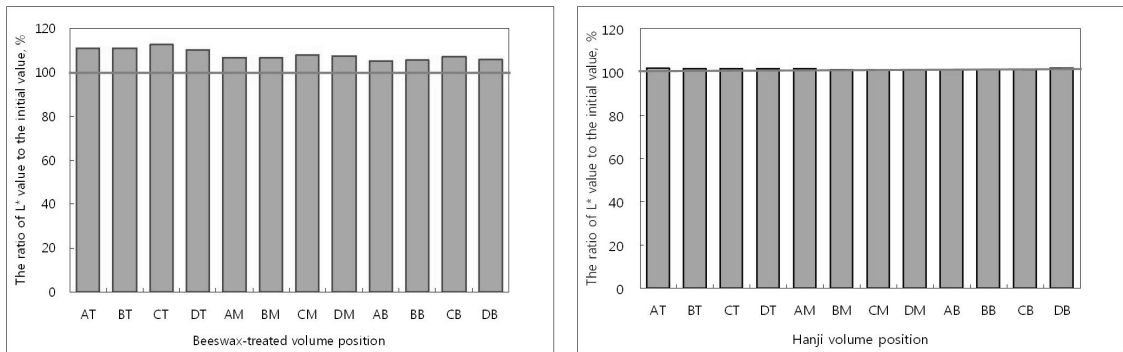 The ratio of L* value to the initial value, %
120
100
80
60
40
20
0
AT BT CT DT AM BM CM DM AB BB CB DB
Beeswax-treated volume position
The ratio of L* value to the initial value, %
120
100
80
60
40
20
0
AT BT CT DT AM BM CM DM AB BB CB DB
Hanji volume position